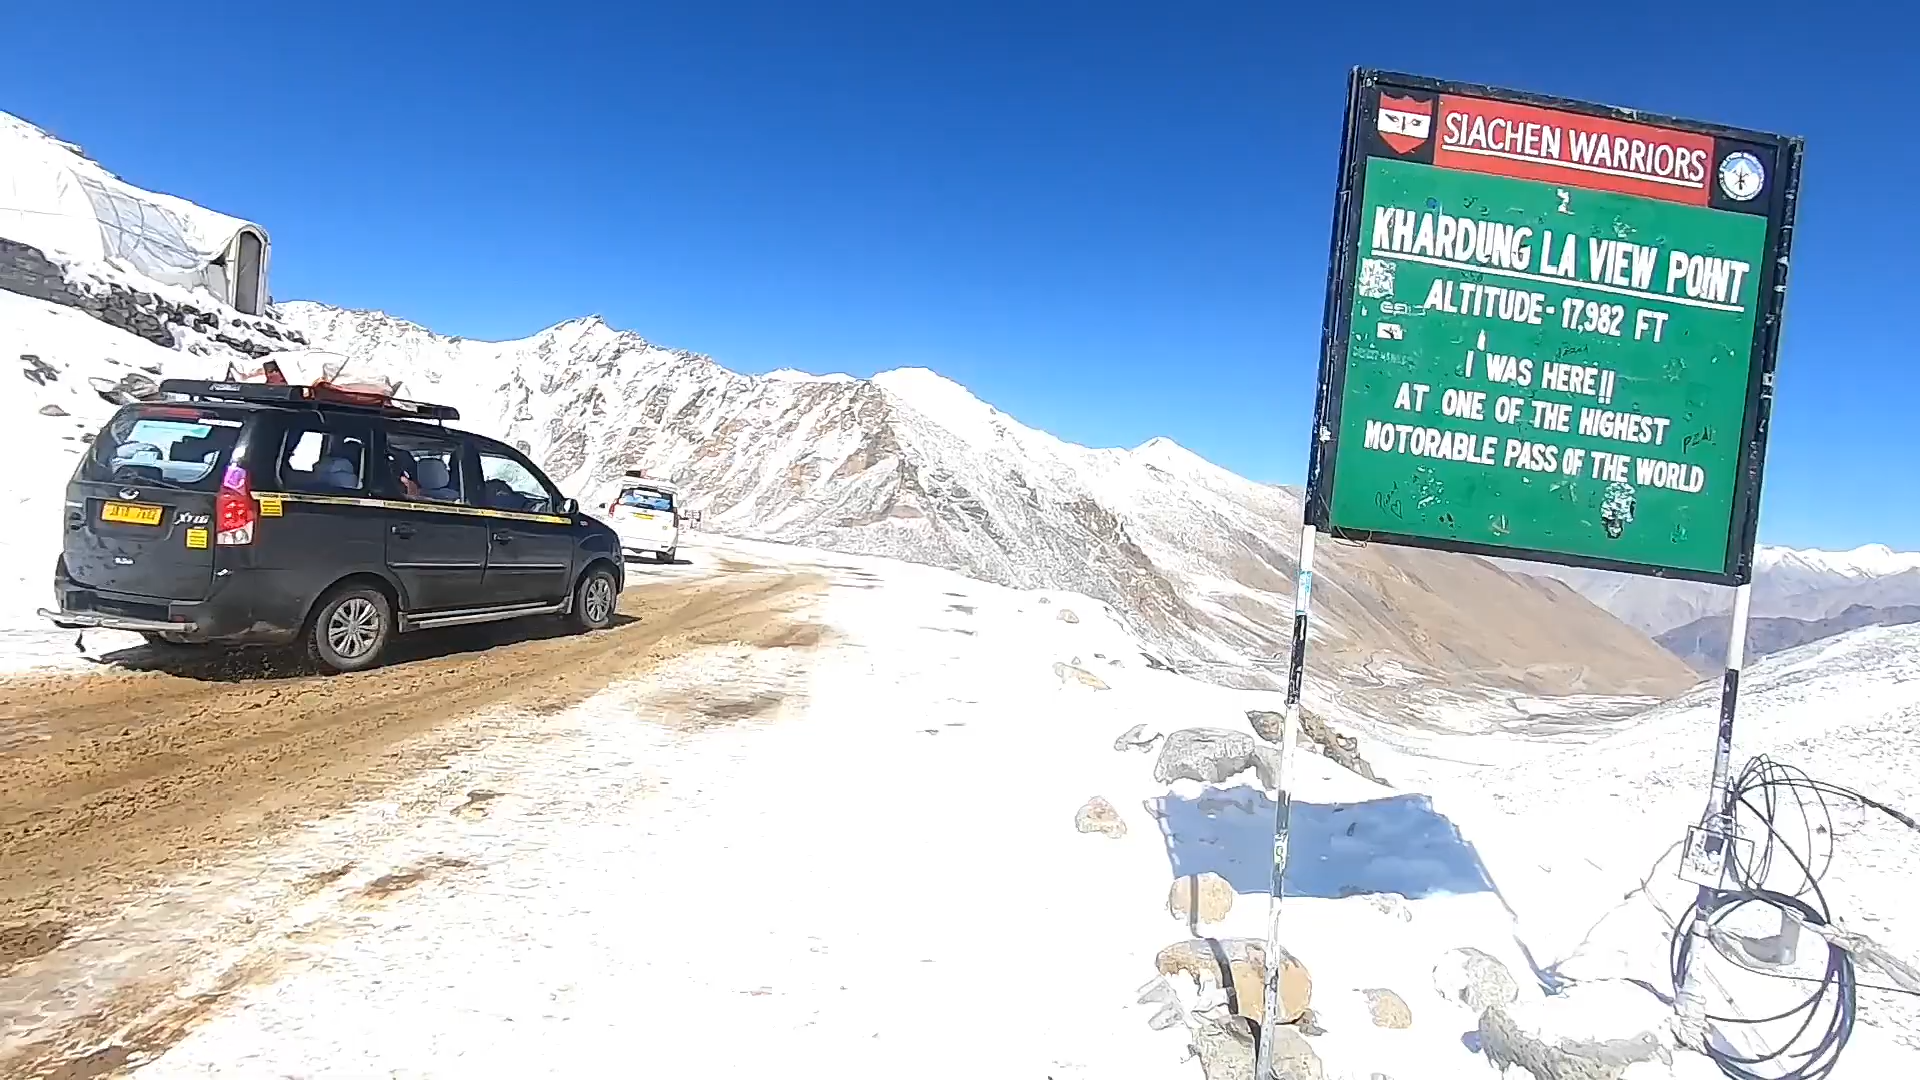 SIACHEN WARRIORS
KHARDUNG LA VIEW POINT
ALTITUDE - 17,982 FT
I WAS HERE!!
AT ONE OF THE HIGHEST
MOTORABLE PASS OF THE WORLD